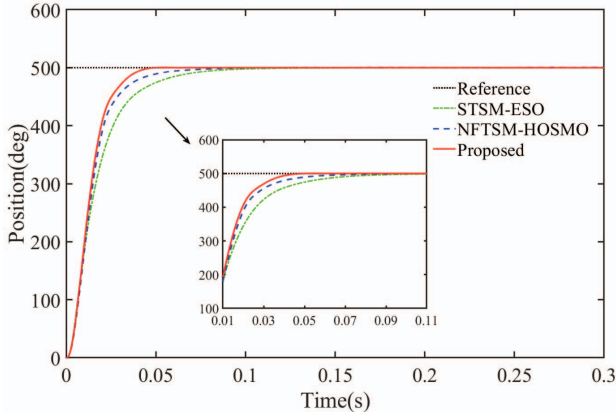 600
500
400
300
200
100
0
Position(deg)
Reference
STSM-ESO
NFTSM-HOSMO
Proposed
600
500
400
300
200
100
0.01 0.03 0.05 0.07 0.09 0.11
0 0.05 0.1 0.15 0.2 0.25 0.3
Time(s)